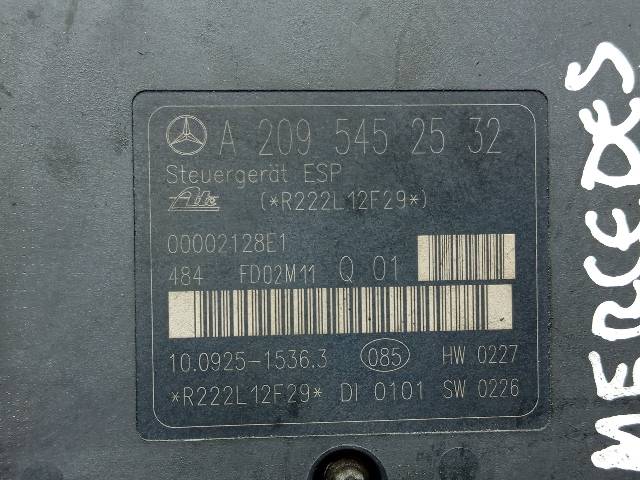 A 209 545 25 32
Steuergerät ESP
Ate (*R222L12F29*)
00002128E1
484 FD02M11 Q 01
10.0925-1536.3 085 HW 0227
*R222L12F29* DI 0101 SW 0226
MERCEDES